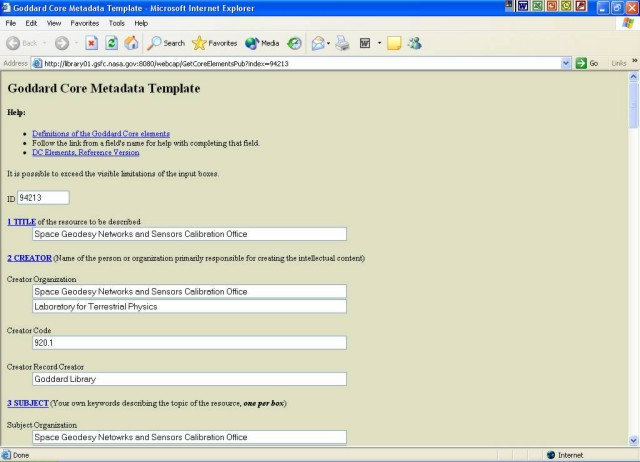 Goddard Core Metadata Template - Microsoft Internet Explorer
File Edit View Favorites Tools Help
Back Search Favorites Media
Address http://library01.gsfc.nasa.gov:8080/webcap/GetCoreElementsPub?index=94213 Go Links »
Goddard Core Metadata Template
Help:
Definitions of the Goddard Core elements
Follow the link from a field's name for help with completing that field.
DC Elements, Reference Version
It is possible to exceed the visible limitations of the input boxes.
ID 94213
1 TITLE of the resource to be described
Space Geodesy Networks and Sensors Calibration Office
2 CREATOR (Name of the person or organization primarily responsible for creating the intellectual content)
Creator Organization
Space Geodesy Networks and Sensors Calibration Office
Laboratory for Terrestrial Physics
Creator Code
920.1
Creator Record Creator
Goddard Library
3 SUBJECT (Your own keywords describing the topic of the resource, one per box)
Subject Organization
Space Geodesy Netowrks and Sensors Calibration Office
Done Internet